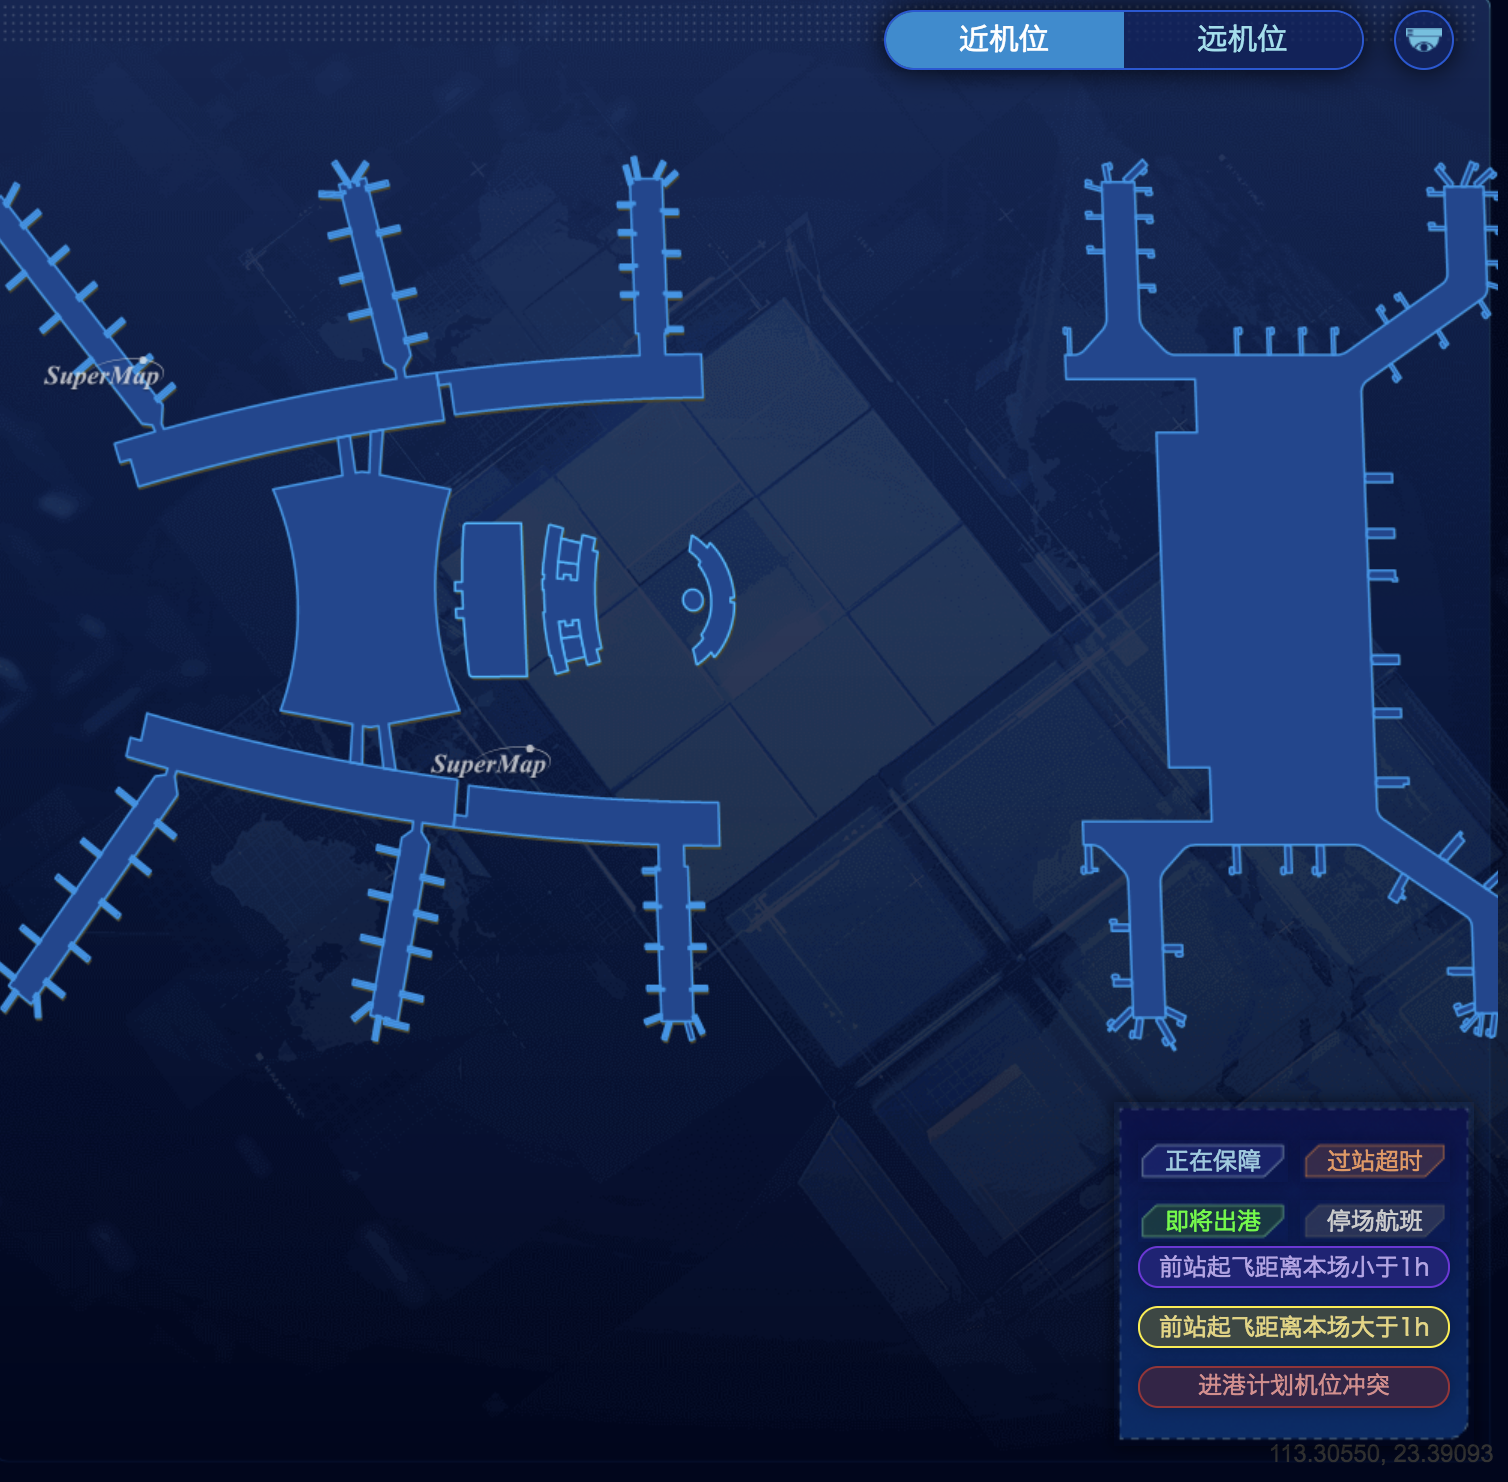 近机位
远机位
SuperMap
SuperMap
正在保障
过站超时
即将出港
停场航班
前站起飞距离本场小于1h
前站起飞距离本场大于1h
进港计划机位冲突
113.30550, 23.39093